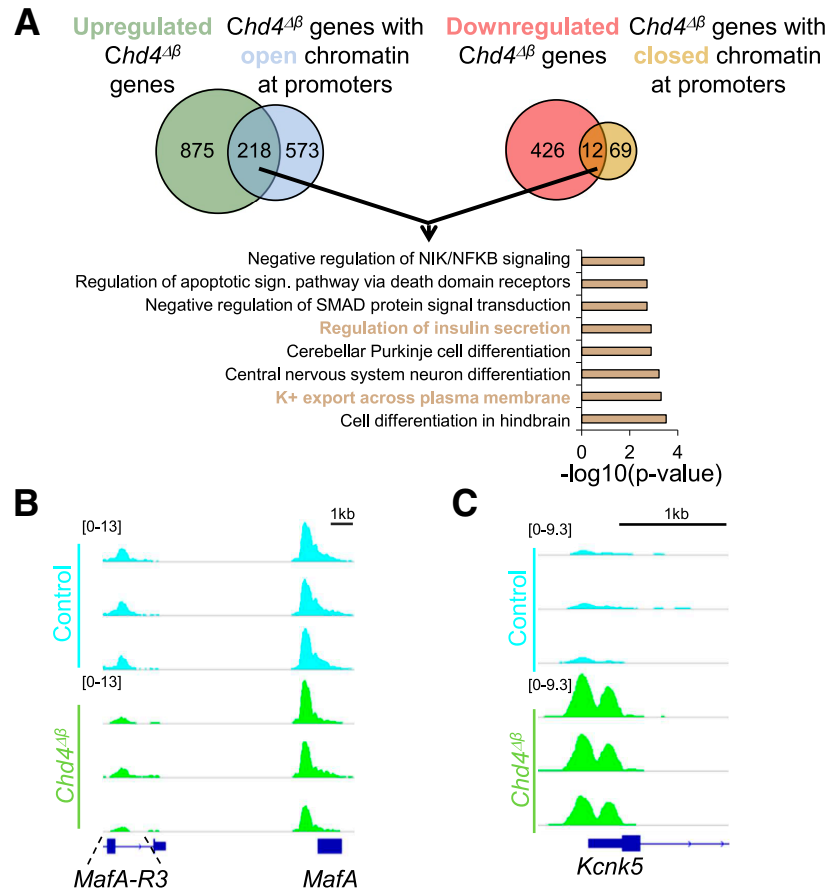 A
Upregulated
Chd4Δβ
genes
Chd4Δβ genes with
open chromatin
at promoters
Downregulated
Chd4Δβ genes
Chd4Δβ genes with
closed chromatin
at promoters
875 218 573
426 12 69
Negative regulation of NIK/NFKB signaling
Regulation of apoptotic sign. pathway via death domain receptors
Negative regulation of SMAD protein signal transduction
Regulation of insulin secretion
Cerebellar Purkinje cell differentiation
Central nervous system neuron differentiation
K+ export across plasma membrane
Cell differentiation in hindbrain
0 2 4
-log10(p-value)
B
[0-13]
1kb
Control
[0-13]
Chd4Δβ
MafA-R3
MafA
C
[0-9.3]
1kb
Control
[0-9.3]
Chd4Δβ
Kcnk5